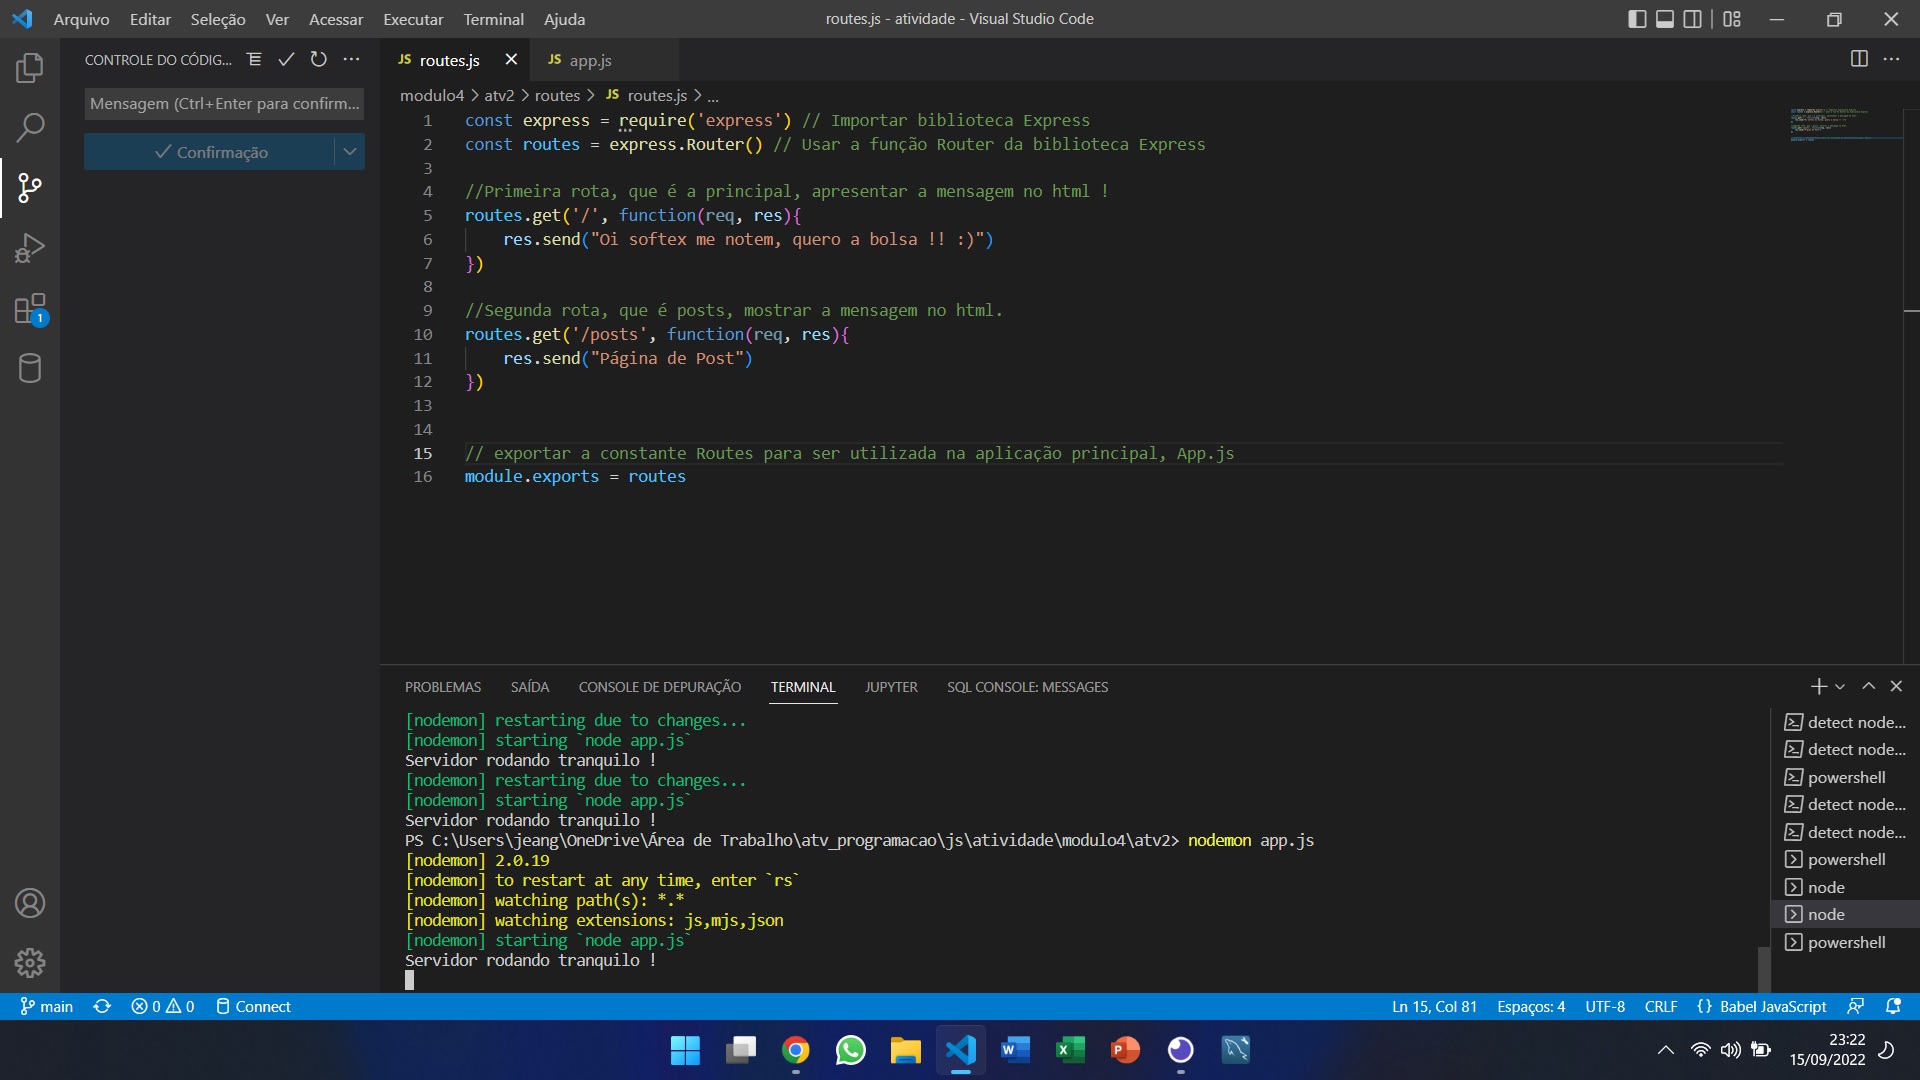 Arquivo Editar Seleção Ver Acessar Executar Terminal Ajuda
routes.js - atividade - Visual Studio Code
CONTROLE DO CÓDIG...
Mensagem (Ctrl+Enter para confirm...
Confirmação
1
JS routes.js
JS app.js
modulo4 > atv2 > routes > JS routes.js > ...
1 const express = require('express') // Importar biblioteca Express
2 const routes = express.Router() // Usar a função Router da biblioteca Express
3
4 //Primeira rota, que é a principal, apresentar a mensagem no html !
5 routes.get('/', function(req, res){
6 res.send("Oi softex me notem, quero a bolsa !! :)")
7 })
8
9 //Segunda rota, que é posts, mostrar a mensagem no html.
10 routes.get('/posts', function(req, res){
11 res.send("Página de Post")
12 })
13
14
15 // exportar a constante Routes para ser utilizada na aplicação principal, App.js
16 module.exports = routes
PROBLEMAS SAÍDA CONSOLE DE DEPURAÇÃO TERMINAL JUPYTER SQL CONSOLE: MESSAGES
[nodemon] restarting due to changes...
[nodemon] starting `node app.js`
Servidor rodando tranquilo !
[nodemon] restarting due to changes...
[nodemon] starting `node app.js`
Servidor rodando tranquilo !
PS C:\Users\jeang\OneDrive\Área de Trabalho\atv_programacao\js\atividade\modulo4\atv2> nodemon app.js
[nodemon] 2.0.19
[nodemon] to restart at any time, enter `rs`
[nodemon] watching path(s): *.*
[nodemon] watching extensions: js,mjs,json
[nodemon] starting `node app.js`
Servidor rodando tranquilo !
detect node...
detect node...
powershell
detect node...
detect node...
powershell
node
node
powershell
main 0 0 Connect
Ln 15, Col 81 Espaços: 4 UTF-8 CRLF {} Babel JavaScript
W X P
23:22
15/09/2022